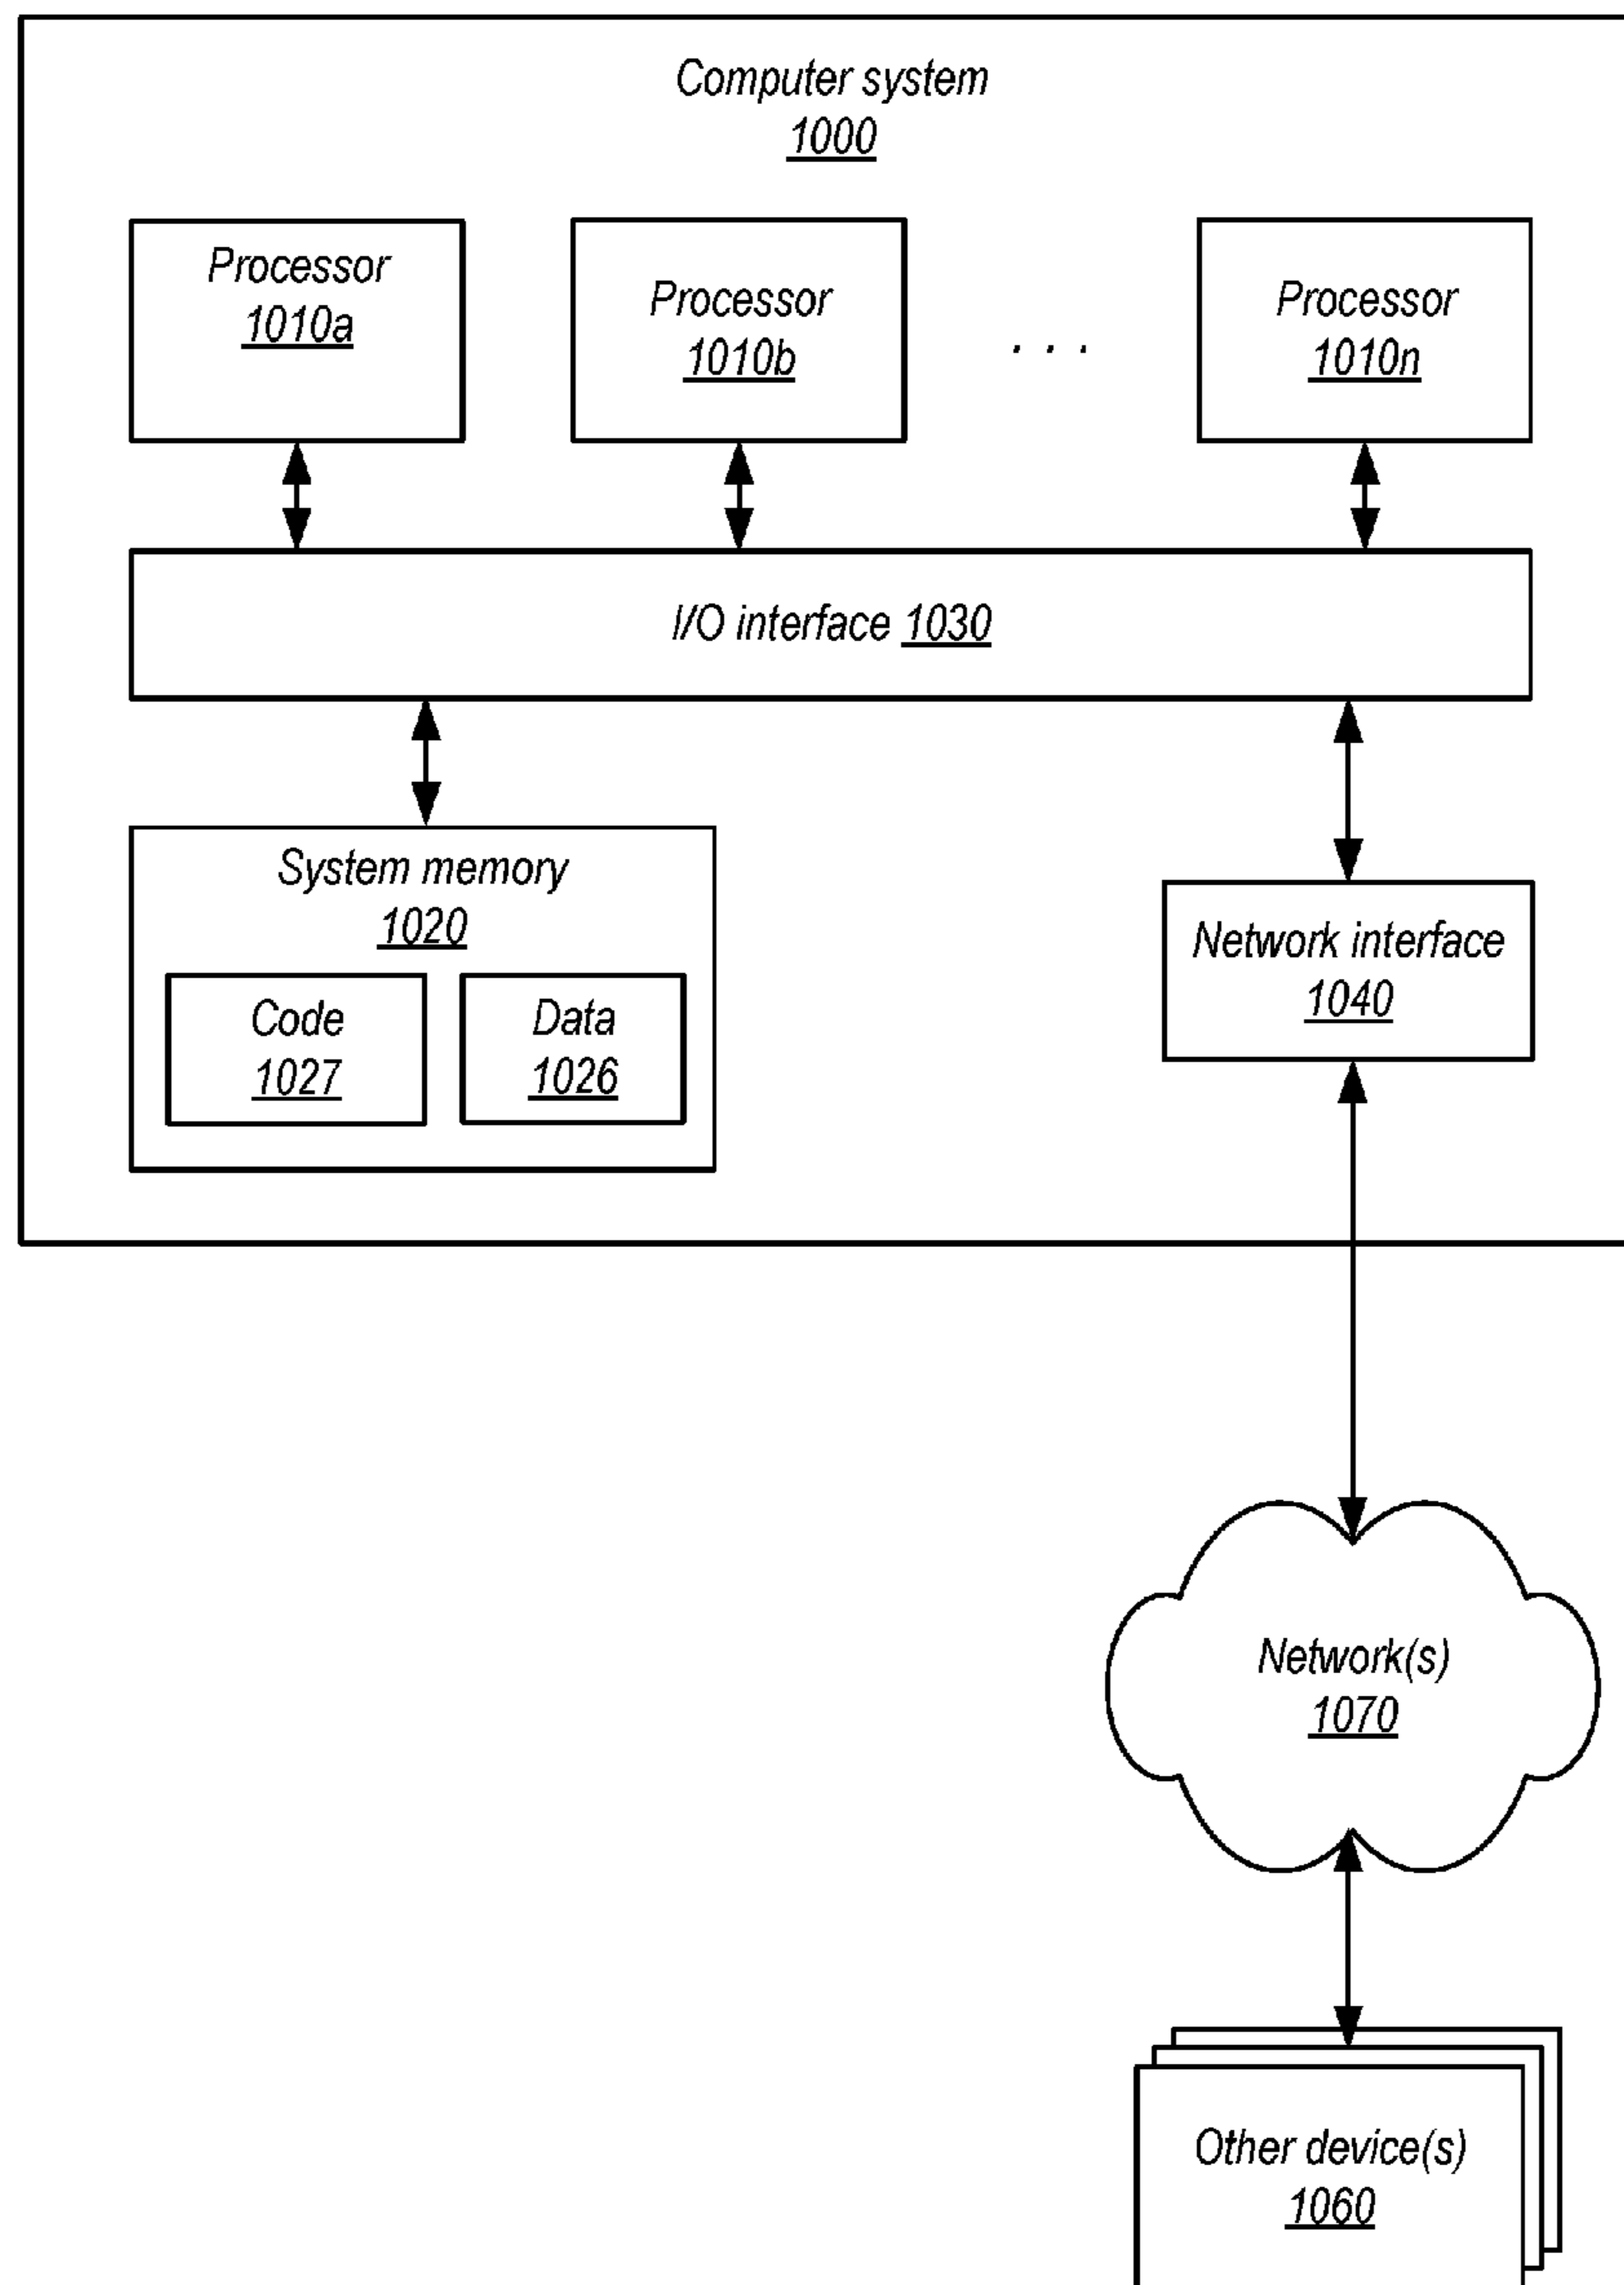 Computer system
1000
Processor
1010a
Processor
1010b
. . .
Processor
1010n
I/O interface 1030
System memory
1020
Code
1027
Data
1026
Network interface
1040
Network(s)
1070
Other device(s)
1060